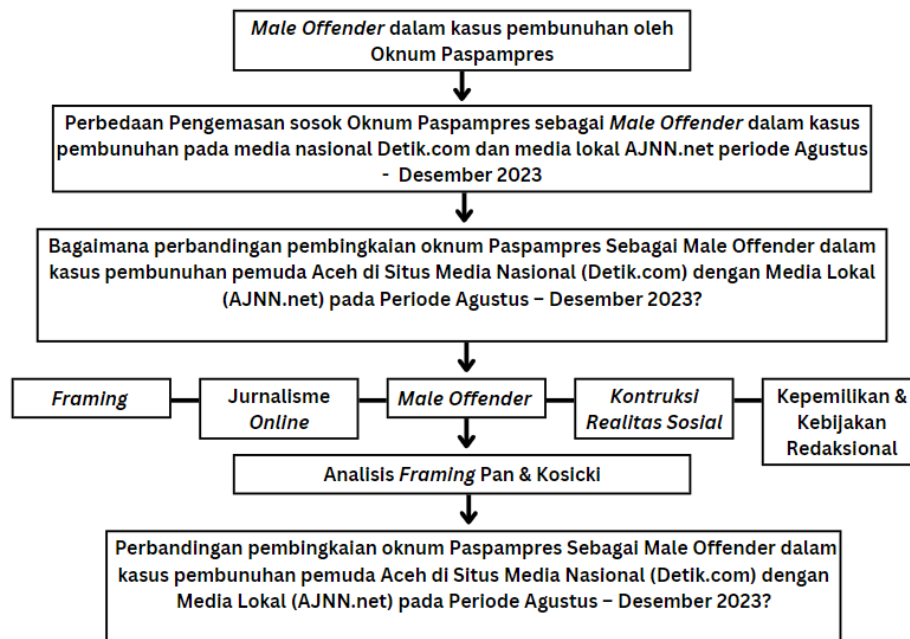 Male Offender dalam kasus pembunuhan oleh
Oknum Paspampres
Perbedaan Pengemasan sosok Oknum Paspampres sebagai Male Offender dalam kasus
pembunuhan pada media nasional Detik.com dan media lokal AJNN.net periode Agustus
- Desember 2023
Bagaimana perbandingan pembingkaian oknum Paspampres Sebagai Male Offender dalam
kasus pembunuhan pemuda Aceh di Situs Media Nasional (Detik.com) dengan Media Lokal
(AJNN.net) pada Periode Agustus – Desember 2023?
Framing
Jurnalisme
Online
Male Offender
Kontruksi
Realitas Sosial
Kepemilikan &
Kebijakan
Redaksional
Analisis Framing Pan & Kosicki
Perbandingan pembingkaian oknum Paspampres Sebagai Male Offender dalam
kasus pembunuhan pemuda Aceh di Situs Media Nasional (Detik.com) dengan
Media Lokal (AJNN.net) pada Periode Agustus – Desember 2023?